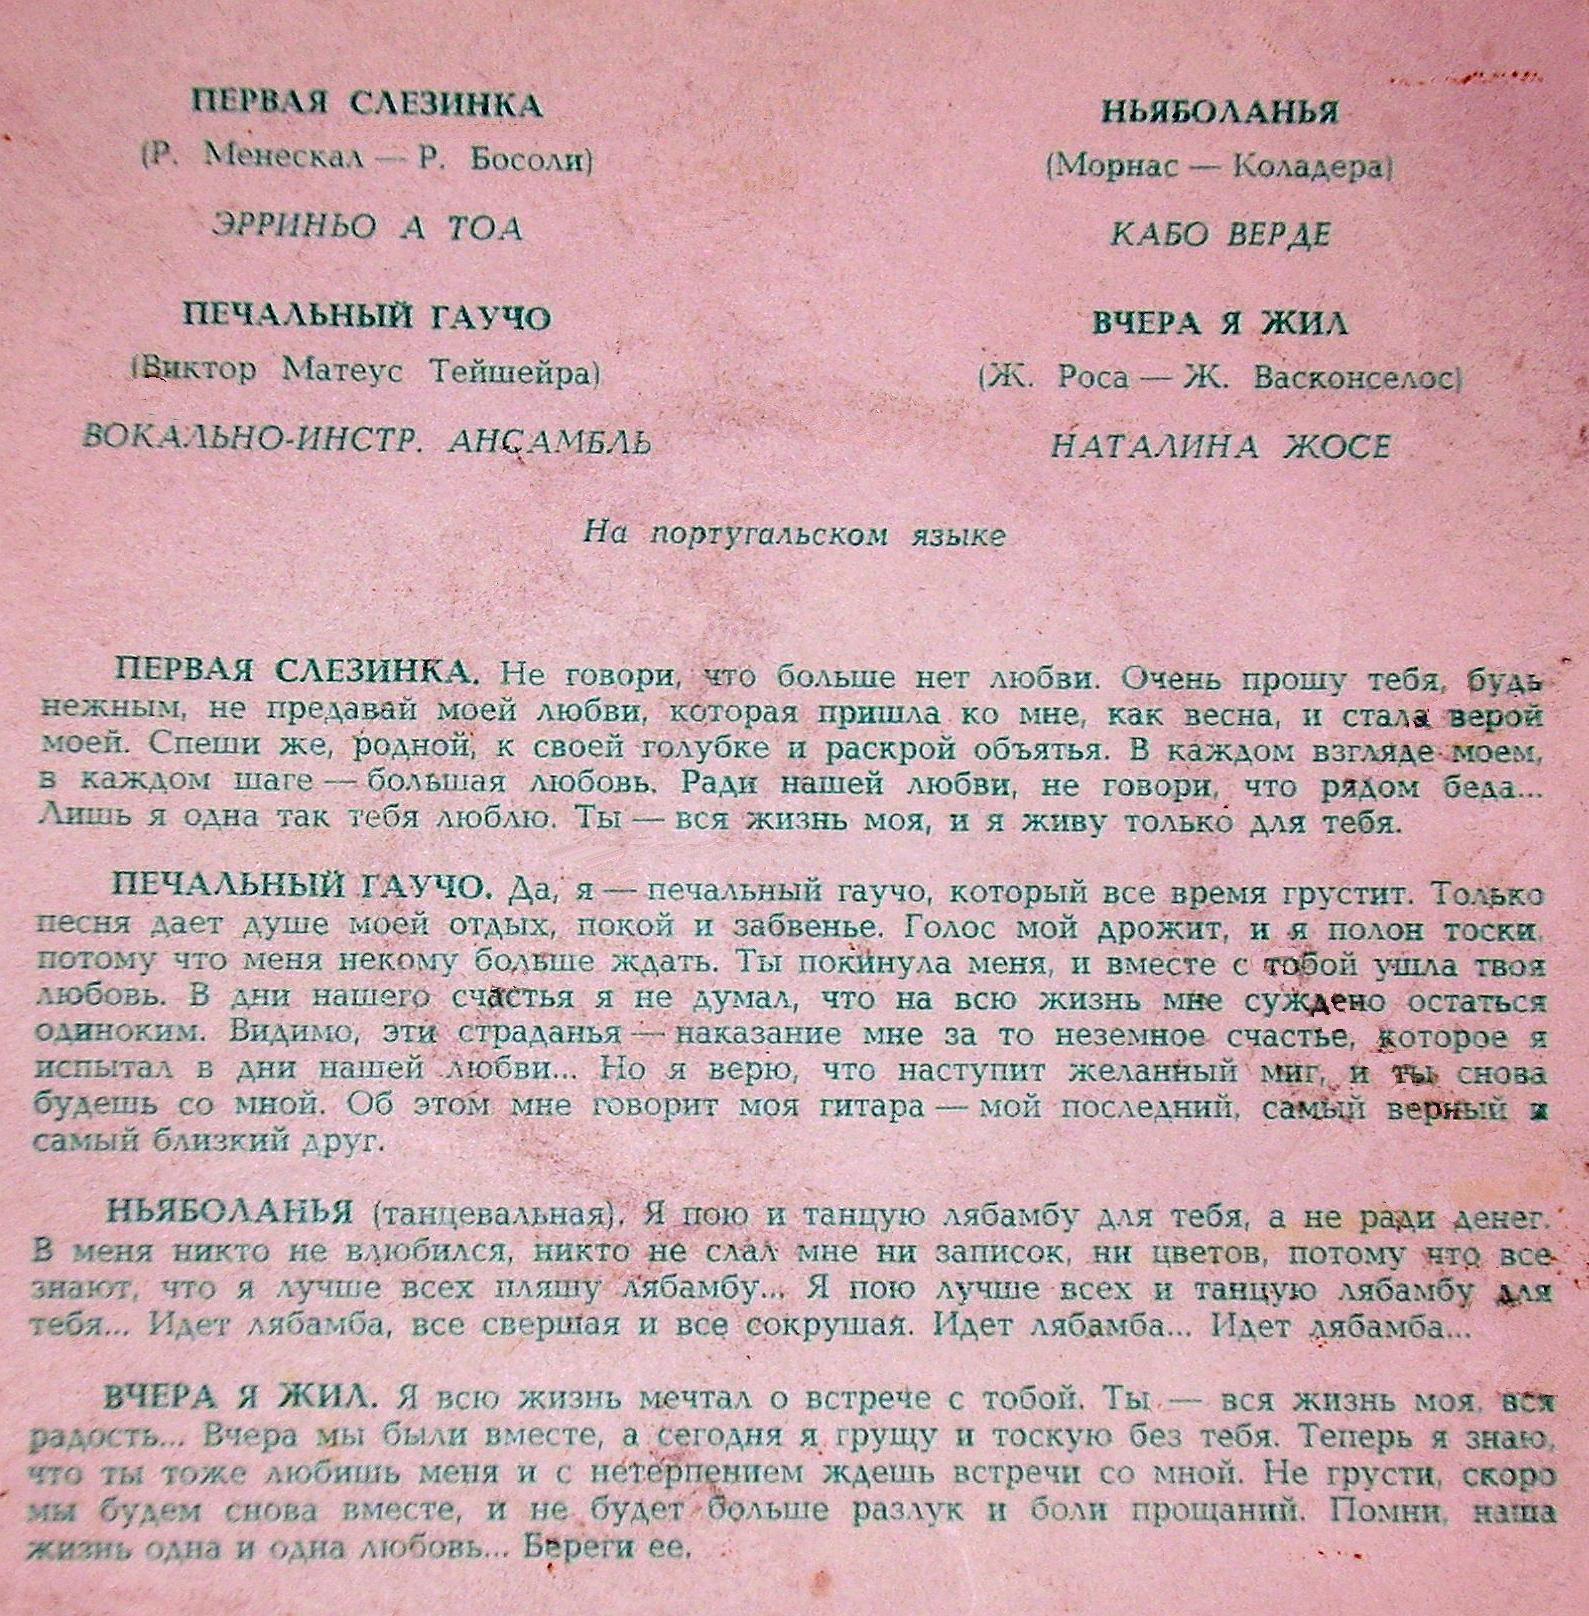 ПЕРВАЯ СЛЕЗИНКА
(Р. Менескал — Р. Босоли)
ЭРРИНЬО А ТОА
ПЕЧАЛЬНЫЙ ГАУЧО
(Виктор Матеус Тейшейра)
ВОКАЛЬНО-ИНСТР. АНСАМБЛЬ
НЬЯБОЛАНЬЯ
(Морнас — Коладера)
КАБО ВЕРДЕ
ВЧЕРА Я ЖИЛ
(Ж. Роса — Ж. Васконселос)
НАТАЛИНА ЖОСЕ
На португальском языке
ПЕРВАЯ СЛЕЗИНКА. Не говори, что больше нет любви. Очень прошу тебя, будь
нежным, не предавай моей любви, которая пришла ко мне, как весна, и стала верой
моей. Спеши же, родной, к своей голубке и раскрой объятья. В каждом взгляде моем,
в каждом шаге — большая любовь. Ради нашей любви, не говори, что рядом беда...
Лишь я одна так тебя люблю. Ты — вся жизнь моя, и я живу только для тебя.
ПЕЧАЛЬНЫЙ ГАУЧО. Да, я — печальный гаучо, который все время грустит. Только
песня дает душе моей отдых, покой и забвенье. Голос мой дрожит, и я полон тоски,
потому что меня некому больше ждать. Ты покинула меня, и вместе с тобой ушла твоя
любовь. В дни нашего счастья я не думал, что на всю жизнь мне суждено остаться
одиноким. Видимо, эти страданья — наказание мне за то неземное счастье, которое я
испытал в дни нашей любви... Но я верю, что наступит желанный миг, и ты снова
будешь со мной. Об этом мне говорит моя гитара — мой последний, самый верный и
самый близкий друг.
НЬЯБОЛАНЬЯ (танцевальная). Я пою и танцую лябамбу для тебя, а не ради денег.
В меня никто не влюбился, никто не слал мне ни записок, ни цветов, потому что все
знают, что я лучше всех пляшу лябамбу... Я пою лучше всех и танцую лябамбу для
тебя... Идет лябамба, все свершая и все сокрушая. Идет лябамба... Идет лябамба...
ВЧЕРА Я ЖИЛ. Я всю жизнь мечтал о встрече с тобой. Ты — вся жизнь моя, вся
радость... Вчера мы были вместе, а сегодня я грущу и тоскую без тебя. Теперь я знаю,
что ты тоже любишь меня и с нетерпением ждешь встречи со мной. Не грусти, скоро
мы будем снова вместе, и не будет больше разлук и боли прощаний. Помни, наша
жизнь одна и одна любовь... Береги ее.